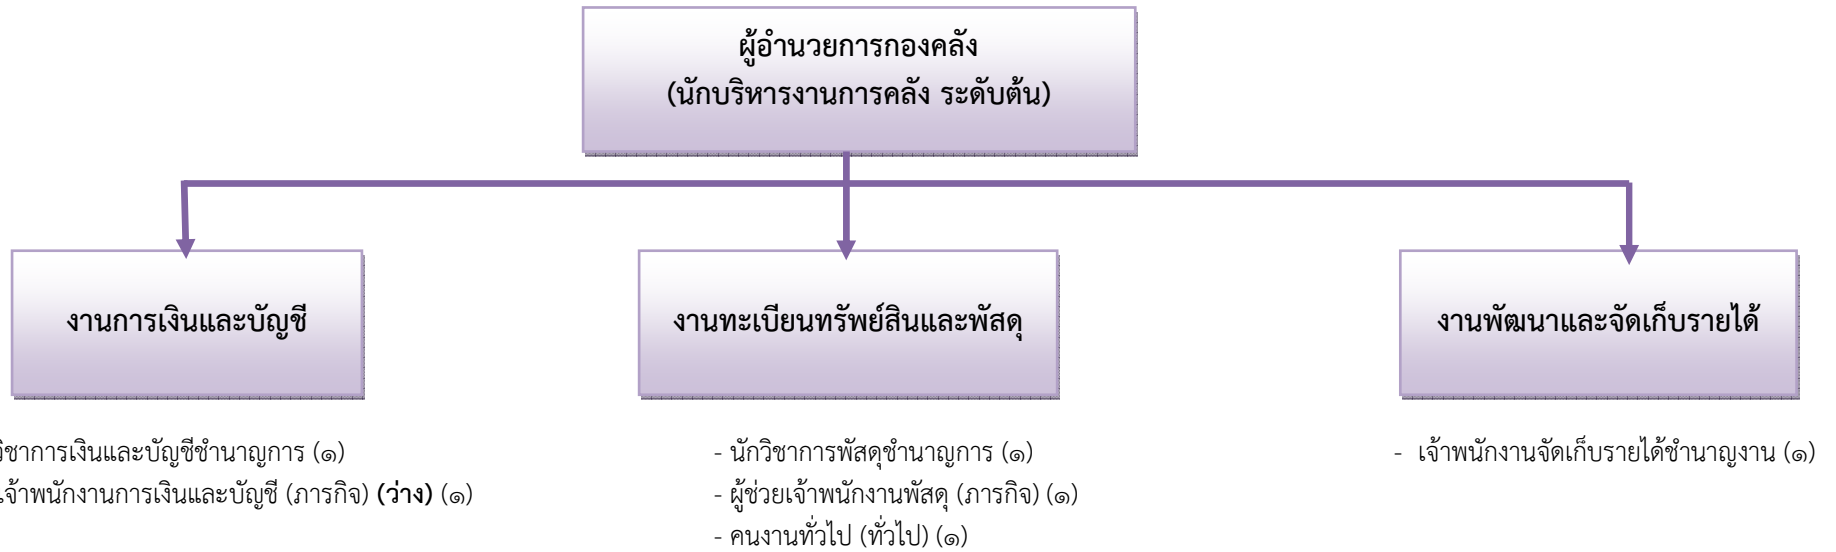 ผู้อำนวยการกองคลัง
(นักบริหารงานการคลัง ระดับต้น)
งานการเงินและบัญชี
งานทะเบียนทรัพย์สินและพัสดุ
งานพัฒนาและจัดเก็บรายได้
วิชาการเงินและบัญชีชำนาญการ (๑)
เจ้าพนักงานการเงินและบัญชี (ภารกิจ) (ว่าง) (๑)
- นักวิชาการพัสดุชำนาญการ (๑)
- ผู้ช่วยเจ้าพนักงานพัสดุ (ภารกิจ) (๑)
- คนงานทั่วไป (ทั่วไป) (๑)
- เจ้าพนักงานจัดเก็บรายได้ชำนาญงาน (๑)